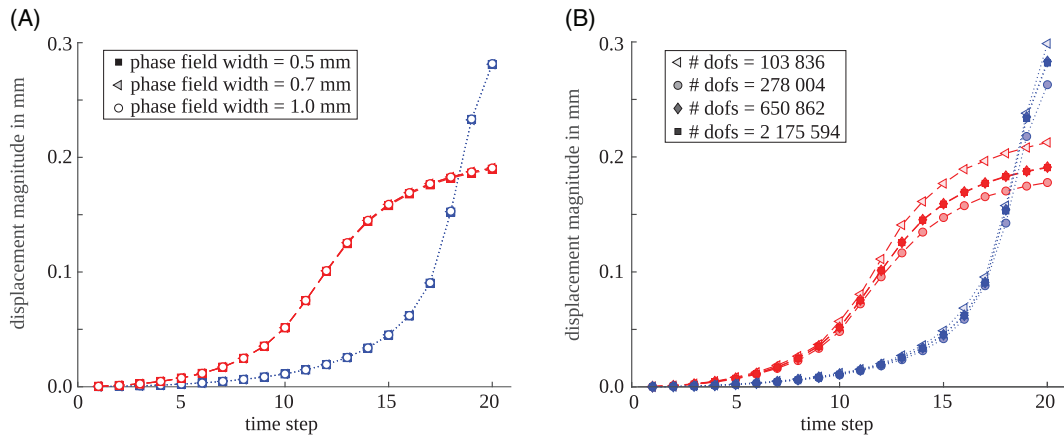 (A)
displacement magnitude in mm
0.3
0.2
0.1
0.0
phase field width = 0.5 mm
phase field width = 0.7 mm
phase field width = 1.0 mm
0 5 10 15 20
time step
(B)
displacement magnitude in mm
0.3
0.2
0.1
0.0
# dofs = 103 836
# dofs = 278 004
# dofs = 650 862
# dofs = 2 175 594
0 5 10 15 20
time step